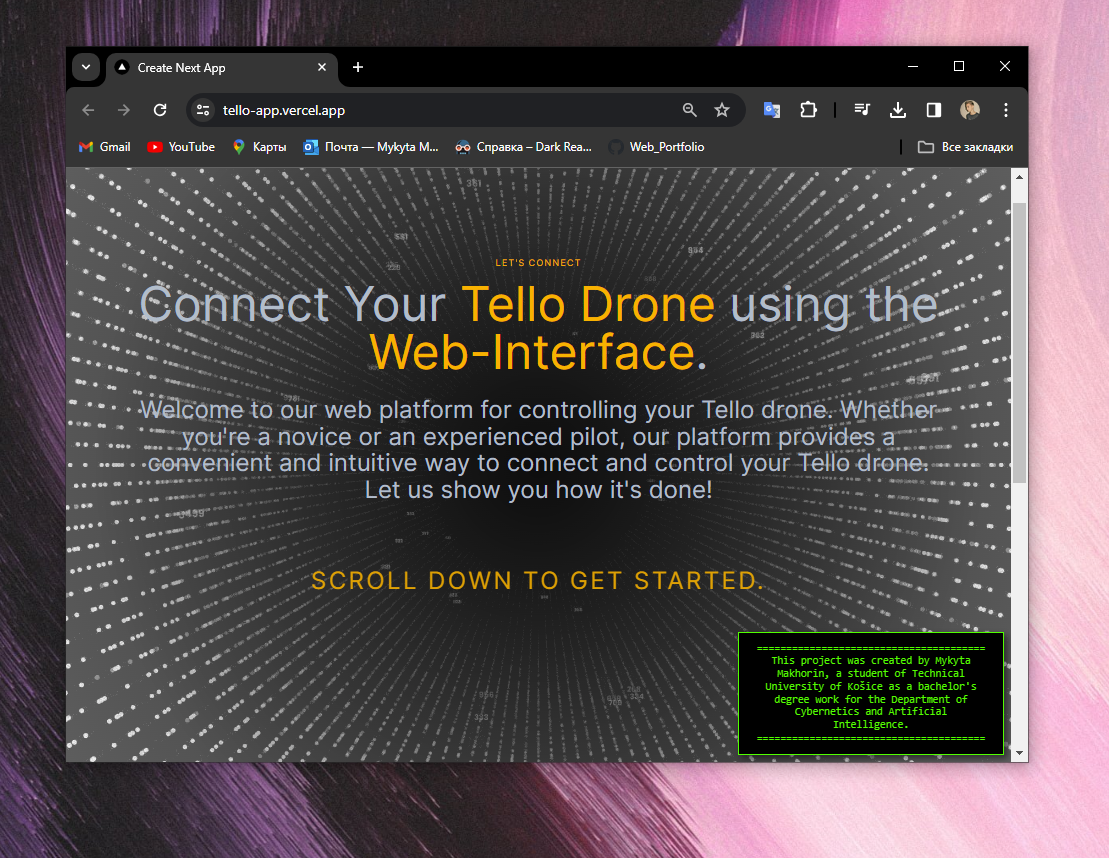 Create Next App
tello-app.vercel.app
Gmail YouTube Карты Почта — Mykyta M... Справка – Dark Rea... Web_Portfolio Все закладки
LET'S CONNECT
Connect Your Tello Drone using the
Web-Interface.
Welcome to our web platform for controlling your Tello drone. Whether
you're a novice or an experienced pilot, our platform provides a
convenient and intuitive way to connect and control your Tello drone.
Let us show you how it's done!
SCROLL DOWN TO GET STARTED.
======================================
This project was created by Mykyta
Makhorin, a student of Technical
University of Košice as a bachelor's
degree work for the Department of
Cybernetics and Artificial
Intelligence.
======================================